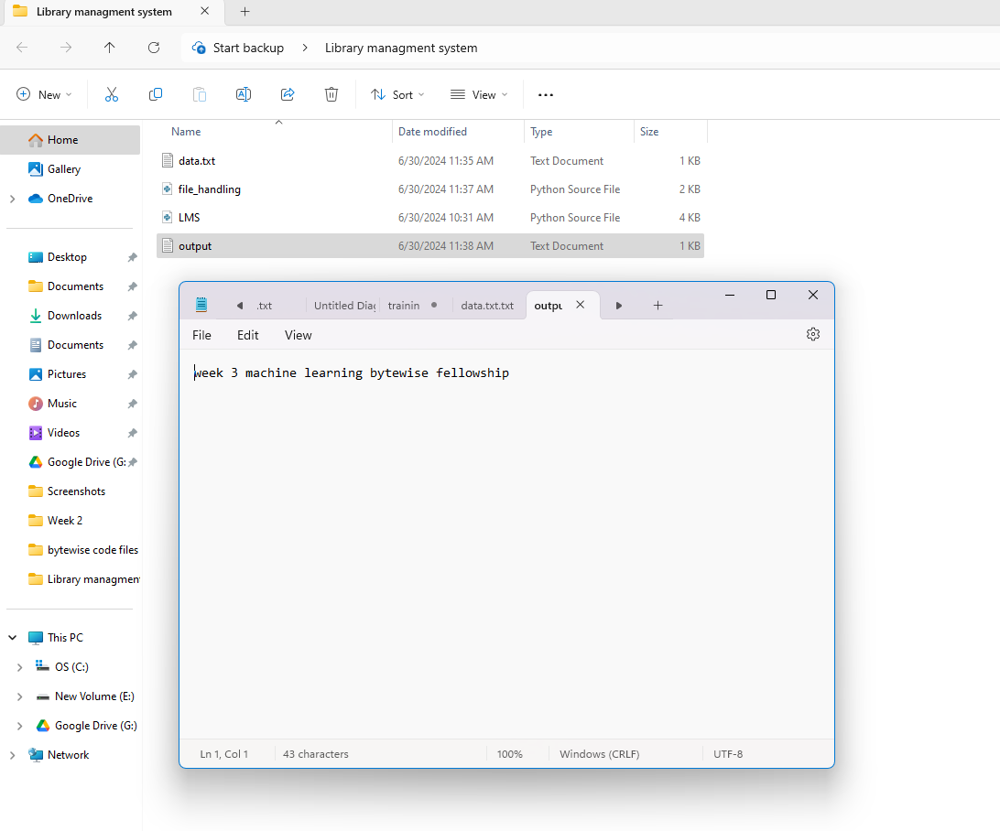 Library managment system
Start backup
Library managment system
New
Sort
View
Name Date modified Type Size
data.txt 6/30/2024 11:35 AM Text Document 1 KB
file_handling 6/30/2024 11:37 AM Python Source File 2 KB
LMS 6/30/2024 10:31 AM Python Source File 4 KB
output 6/30/2024 11:38 AM Text Document 1 KB
Home
Gallery
OneDrive
Desktop
Documents
Downloads
Documents
Pictures
Music
Videos
Google Drive (G:
Screenshots
Week 2
bytewise code files
Library managmen
This PC
OS (C:)
New Volume (E:)
Google Drive (G:)
Network
.txt Untitled Diag trainin data.txt.txt outpu
File Edit View
week 3 machine learning bytewise fellowship
Ln 1, Col 1 43 characters 100% Windows (CRLF) UTF-8